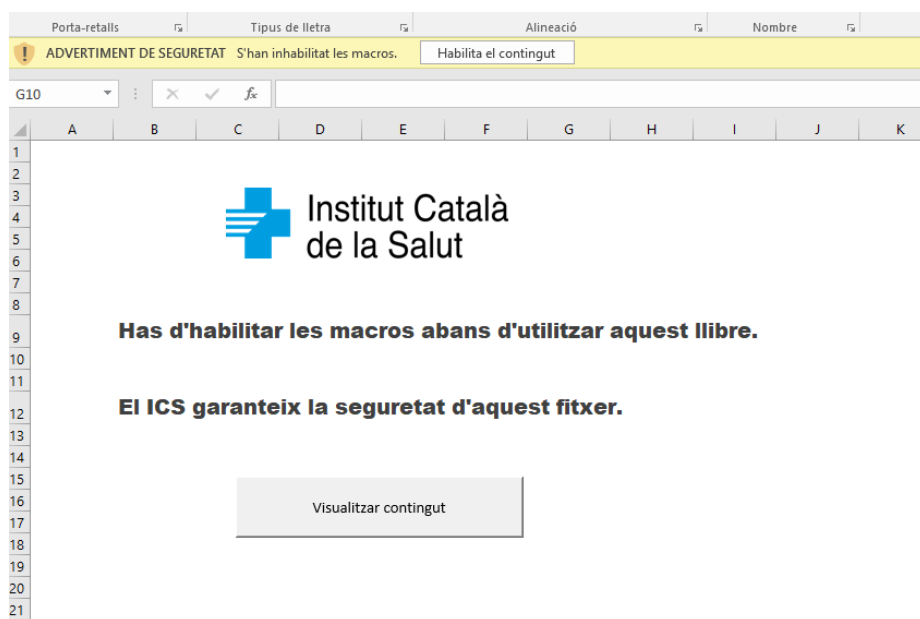 Porta-retalls Tipus de lletra Alineació Nombre
ADVERTIMENT DE SEGURETAT S'han inhabilitat les macros. Habilita el contingut
G10 fx
A B C D E F G H I J K
1
2
3
4
5
6
7
8
9
10
11
12
13
14
15
16
17
18
19
20
21
Institut Català
de la Salut
Has d'habilitar les macros abans d'utilitzar aquest llibre.
El ICS garanteix la seguretat d'aquest fitxer.
Visualitzar contingut